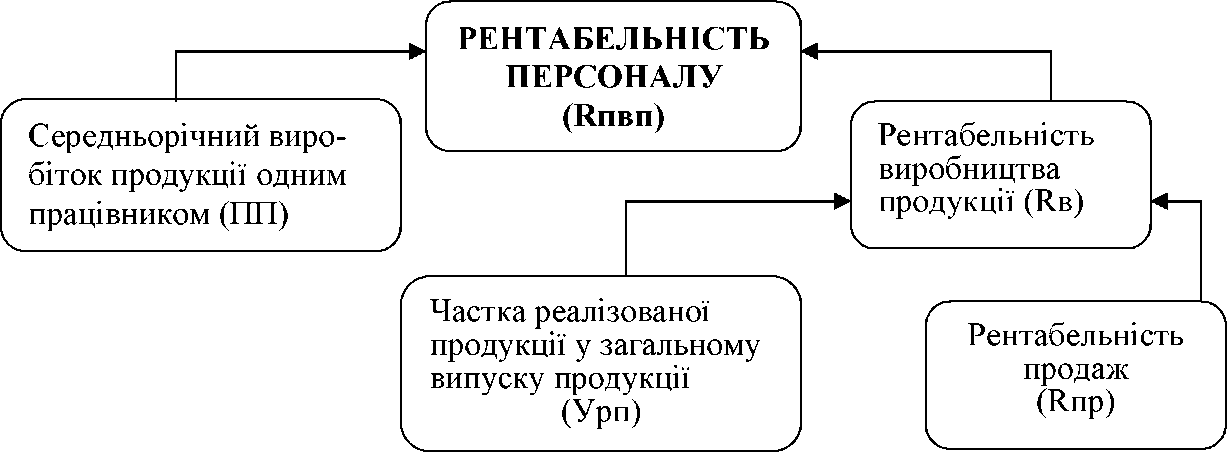 РЕНТАБЕЛЬНІСТЬ
ПЕРСОНАЛУ
(Rпвп)
Середньорічний виро-
біток продукції одним
працівником (ПП)
Рентабельність
виробництва
продукції (Rв)
Частка реалізованої
продукції у загальному
випуску продукції
(Урп)
Рентабельність
продаж
(Rпр)